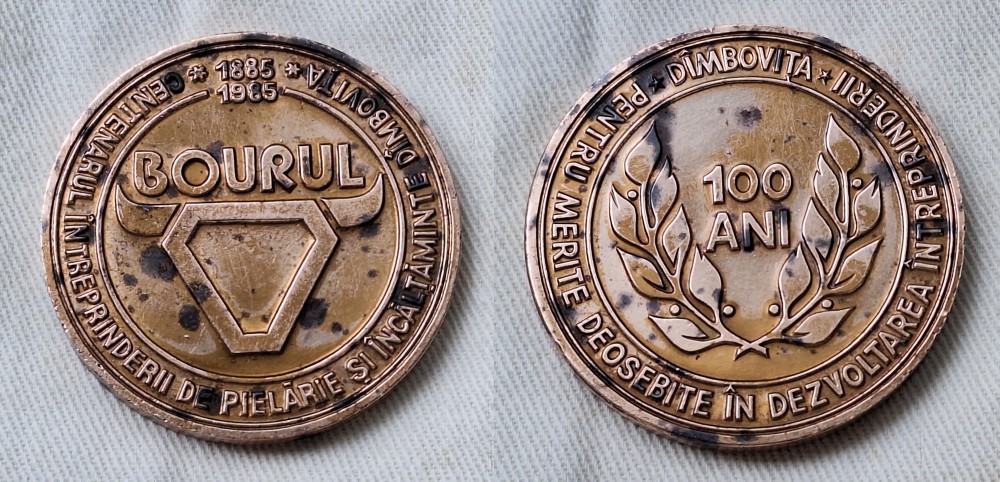 CENTENARUL ÎNTREPRINDERII DE PIELĂRIE ȘI ÎNCĂLȚĂMINTE DÎMBOVIȚA
* 1885 *
1985
BOURUL
PENTRU MERITE DEOSEBITE ÎN DEZVOLTAREA ÎNTREPRINDERII * DÎMBOVIȚA *
100
ANI